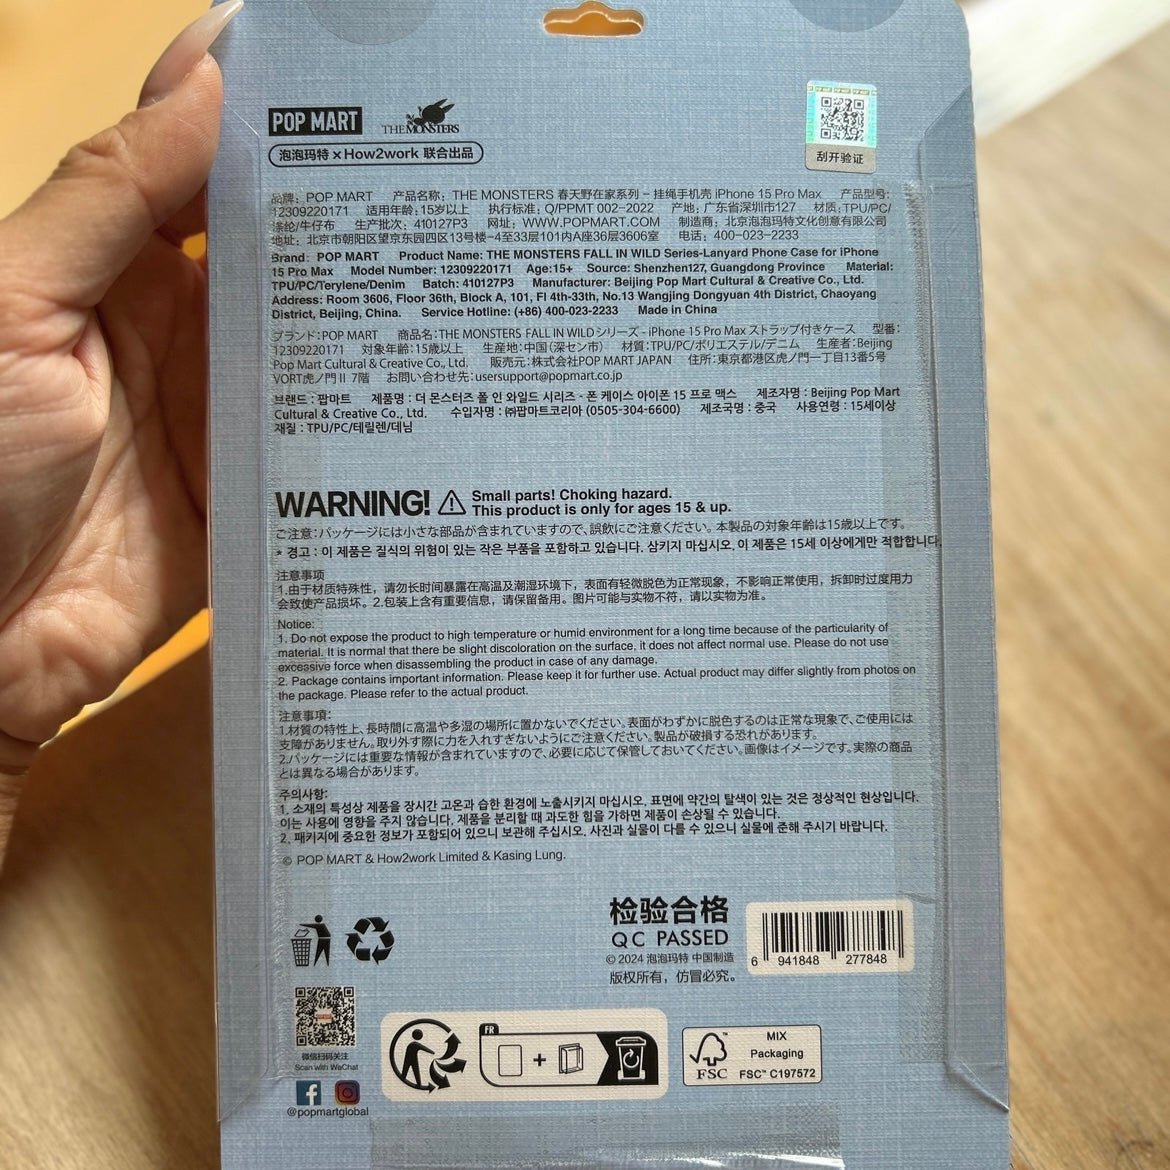 POP MART
THE MONSTERS
泡泡玛特 × How2work 联合出品
刮开验证
品牌：POP MART 产品名称：THE MONSTERS 春天野在家系列 – 挂绳手机壳 iPhone 15 Pro Max 产品型号:
12309220171 适用年龄：15岁以上 执行标准：Q/PPMT 002-2022 产地：广东省深圳市127 材质：TPU/PC/
涤纶/牛仔布 生产批次：410127P3 网址：WWW.POPMART.COM 制造商：北京泡泡玛特文化创意有限公司
地址：北京市朝阳区望京东园四区13号楼-4至33层101内A座36层3606室 电话：400-023-2233
Brand: POP MART Product Name: THE MONSTERS FALL IN WILD Series-Lanyard Phone Case for iPhone
15 Pro Max Model Number: 12309220171 Age:15+ Source: Shenzhen127, Guangdong Province Material:
TPU/PC/Terylene/Denim Batch: 410127P3 Manufacturer: Beijing Pop Mart Cultural & Creative Co., Ltd.
Address: Room 3606, Floor 36th, Block A, 101, Fl 4th-33th, No.13 Wangjing Dongyuan 4th District, Chaoyang
District, Beijing, China. Service Hotline: (+86) 400-023-2233 Made in China
ブランド：POP MART 商品名：THE MONSTERS FALL IN WILDシリーズ - iPhone 15 Pro Max ストラップ付きケース 型番：
12309220171 対象年齢：15歳以上 生産地：中国（深セン市） 材質：TPU/PC/ポリエステル/デニム 生産者：Beijing
Pop Mart Cultural & Creative Co., Ltd. 販売元：株式会社POP MART JAPAN 住所：東京都港区虎ノ門一丁目13番5号
VORT虎ノ門Ⅱ 7階 お問い合わせ先：usersupport@popmart.co.jp
브랜드 : 팝마트 제품명 : 더 몬스터즈 폴 인 와일드 시리즈 - 폰 케이스 아이폰 15 프로 맥스 제조자명 : Beijing Pop Mart
Cultural & Creative Co., Ltd. 수입자명 : ㈜팝마트코리아 (0505-304-6600) 제조국명 : 중국 사용연령 : 15세이상
재질 : TPU/PC/테릴렌/데님
WARNING! Small parts! Choking hazard.
This product is only for ages 15 & up.
ご注意：パッケージには小さな部品が含まれていますので、誤飲にご注意ください。本製品の対象年齢は15歳以上です。
* 경고 : 이 제품은 질식의 위험이 있는 작은 부품을 포함하고 있습니다. 삼키지 마십시오. 이 제품은 15세 이상에게만 적합합니다.
注意事项
1.由于材质特殊性，请勿长时间暴露在高温及潮湿环境下，表面有轻微脱色为正常现象，不影响正常使用，拆卸时过度用力
会致使产品损坏。2.包装上含有重要信息，请保留备用。图片可能与实物不符，请以实物为准。
Notice:
1. Do not expose the product to high temperature or humid environment for a long time because of the particularity of
material. It is normal that there be slight discoloration on the surface, it does not affect normal use. Please do not use
excessive force when disassembling the product in case of any damage.
2. Package contains important information. Please keep it for further use. Actual product may differ slightly from photos on
the package. Please refer to the actual product.
注意事項：
1.材質の特性上、長時間に高温や多湿の場所に置かないでください。表面がわずかに脱色するのは正常な現象で、ご使用には
支障がありません。取り外す際に力を入れすぎないようにご注意ください。製品が破損する恐れがあります。
2.パッケージには重要な情報が含まれていますので、必要に応じて保管しておいてください。画像はイメージです。実際の商品
とは異なる場合があります。
주의사항:
1. 소재의 특성상 제품을 장시간 고온과 습한 환경에 노출시키지 마십시오. 표면에 약간의 탈색이 있는 것은 정상적인 현상입니다.
이는 사용에 영향을 주지 않습니다. 제품을 분리할 때 과도한 힘을 가하면 제품이 손상될 수 있습니다.
2. 패키지에 중요한 정보가 포함되어 있으니 보관해 주십시오. 사진과 실물이 다를 수 있으니 실물에 준해 주시기 바랍니다.
© POP MART & How2work Limited & Kasing Lung.
检验合格
QC PASSED
© 2024 泡泡玛特 中国制造
版权所有，仿冒必究。
6 941848 277848
微信扫码关注
Scan with WeChat
@popmartglobal
FR
+
FSC™
MIX
Packaging
FSC™ C197572